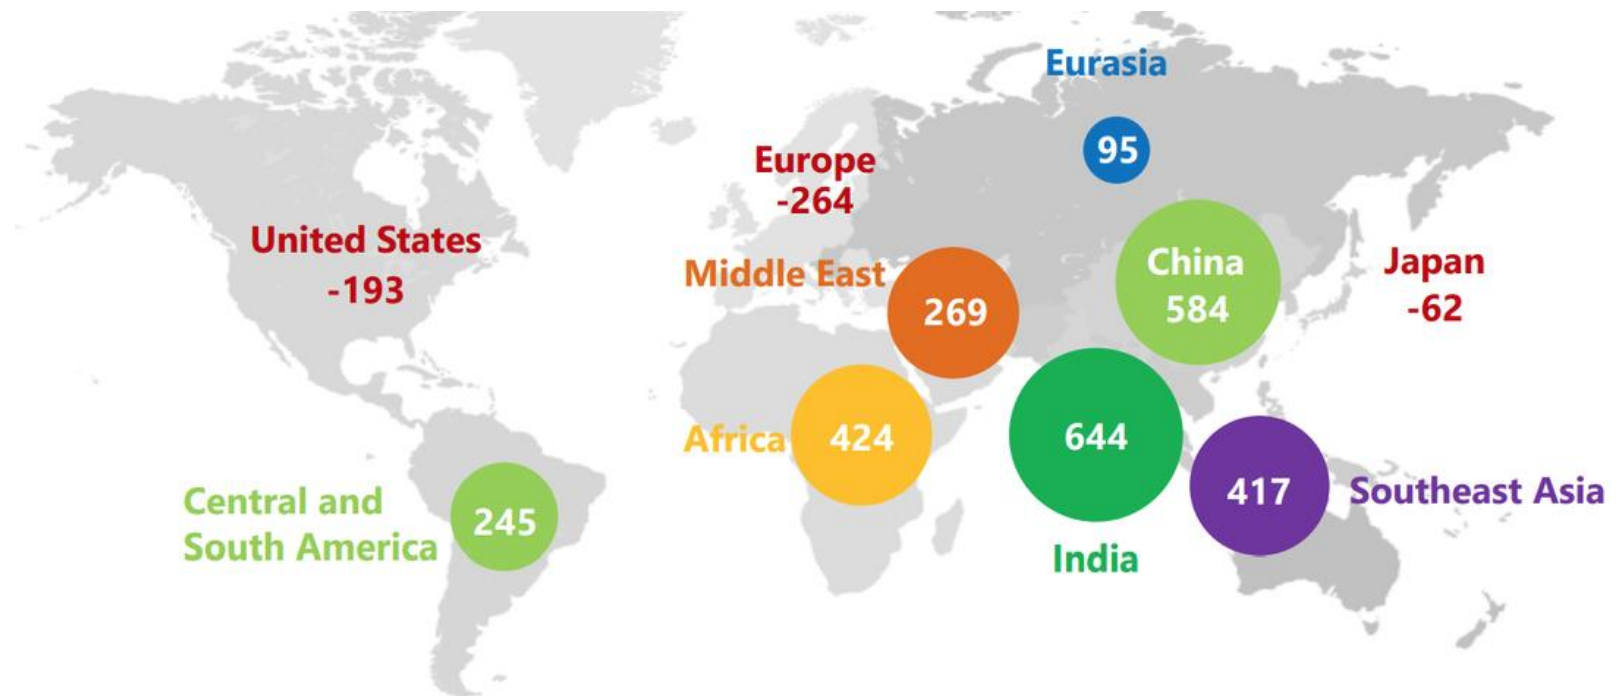 Eurasia
95
Europe
-264
United States
-193
Middle East
269
China
584
Japan
-62
Africa
424
644
India
417
Southeast Asia
Central and
South America
245